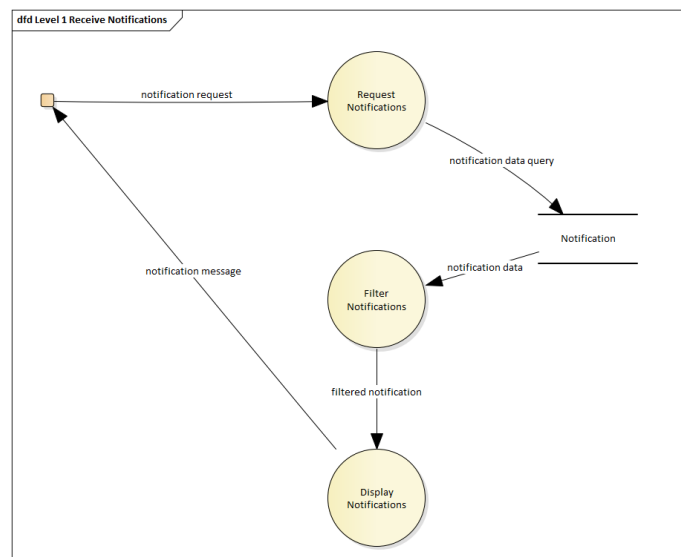 dfd Level 1 Receive Notifications
notification request
Request
Notifications
notification data query
Notification
notification data
notification message
Filter
Notifications
filtered notification
Display
Notifications